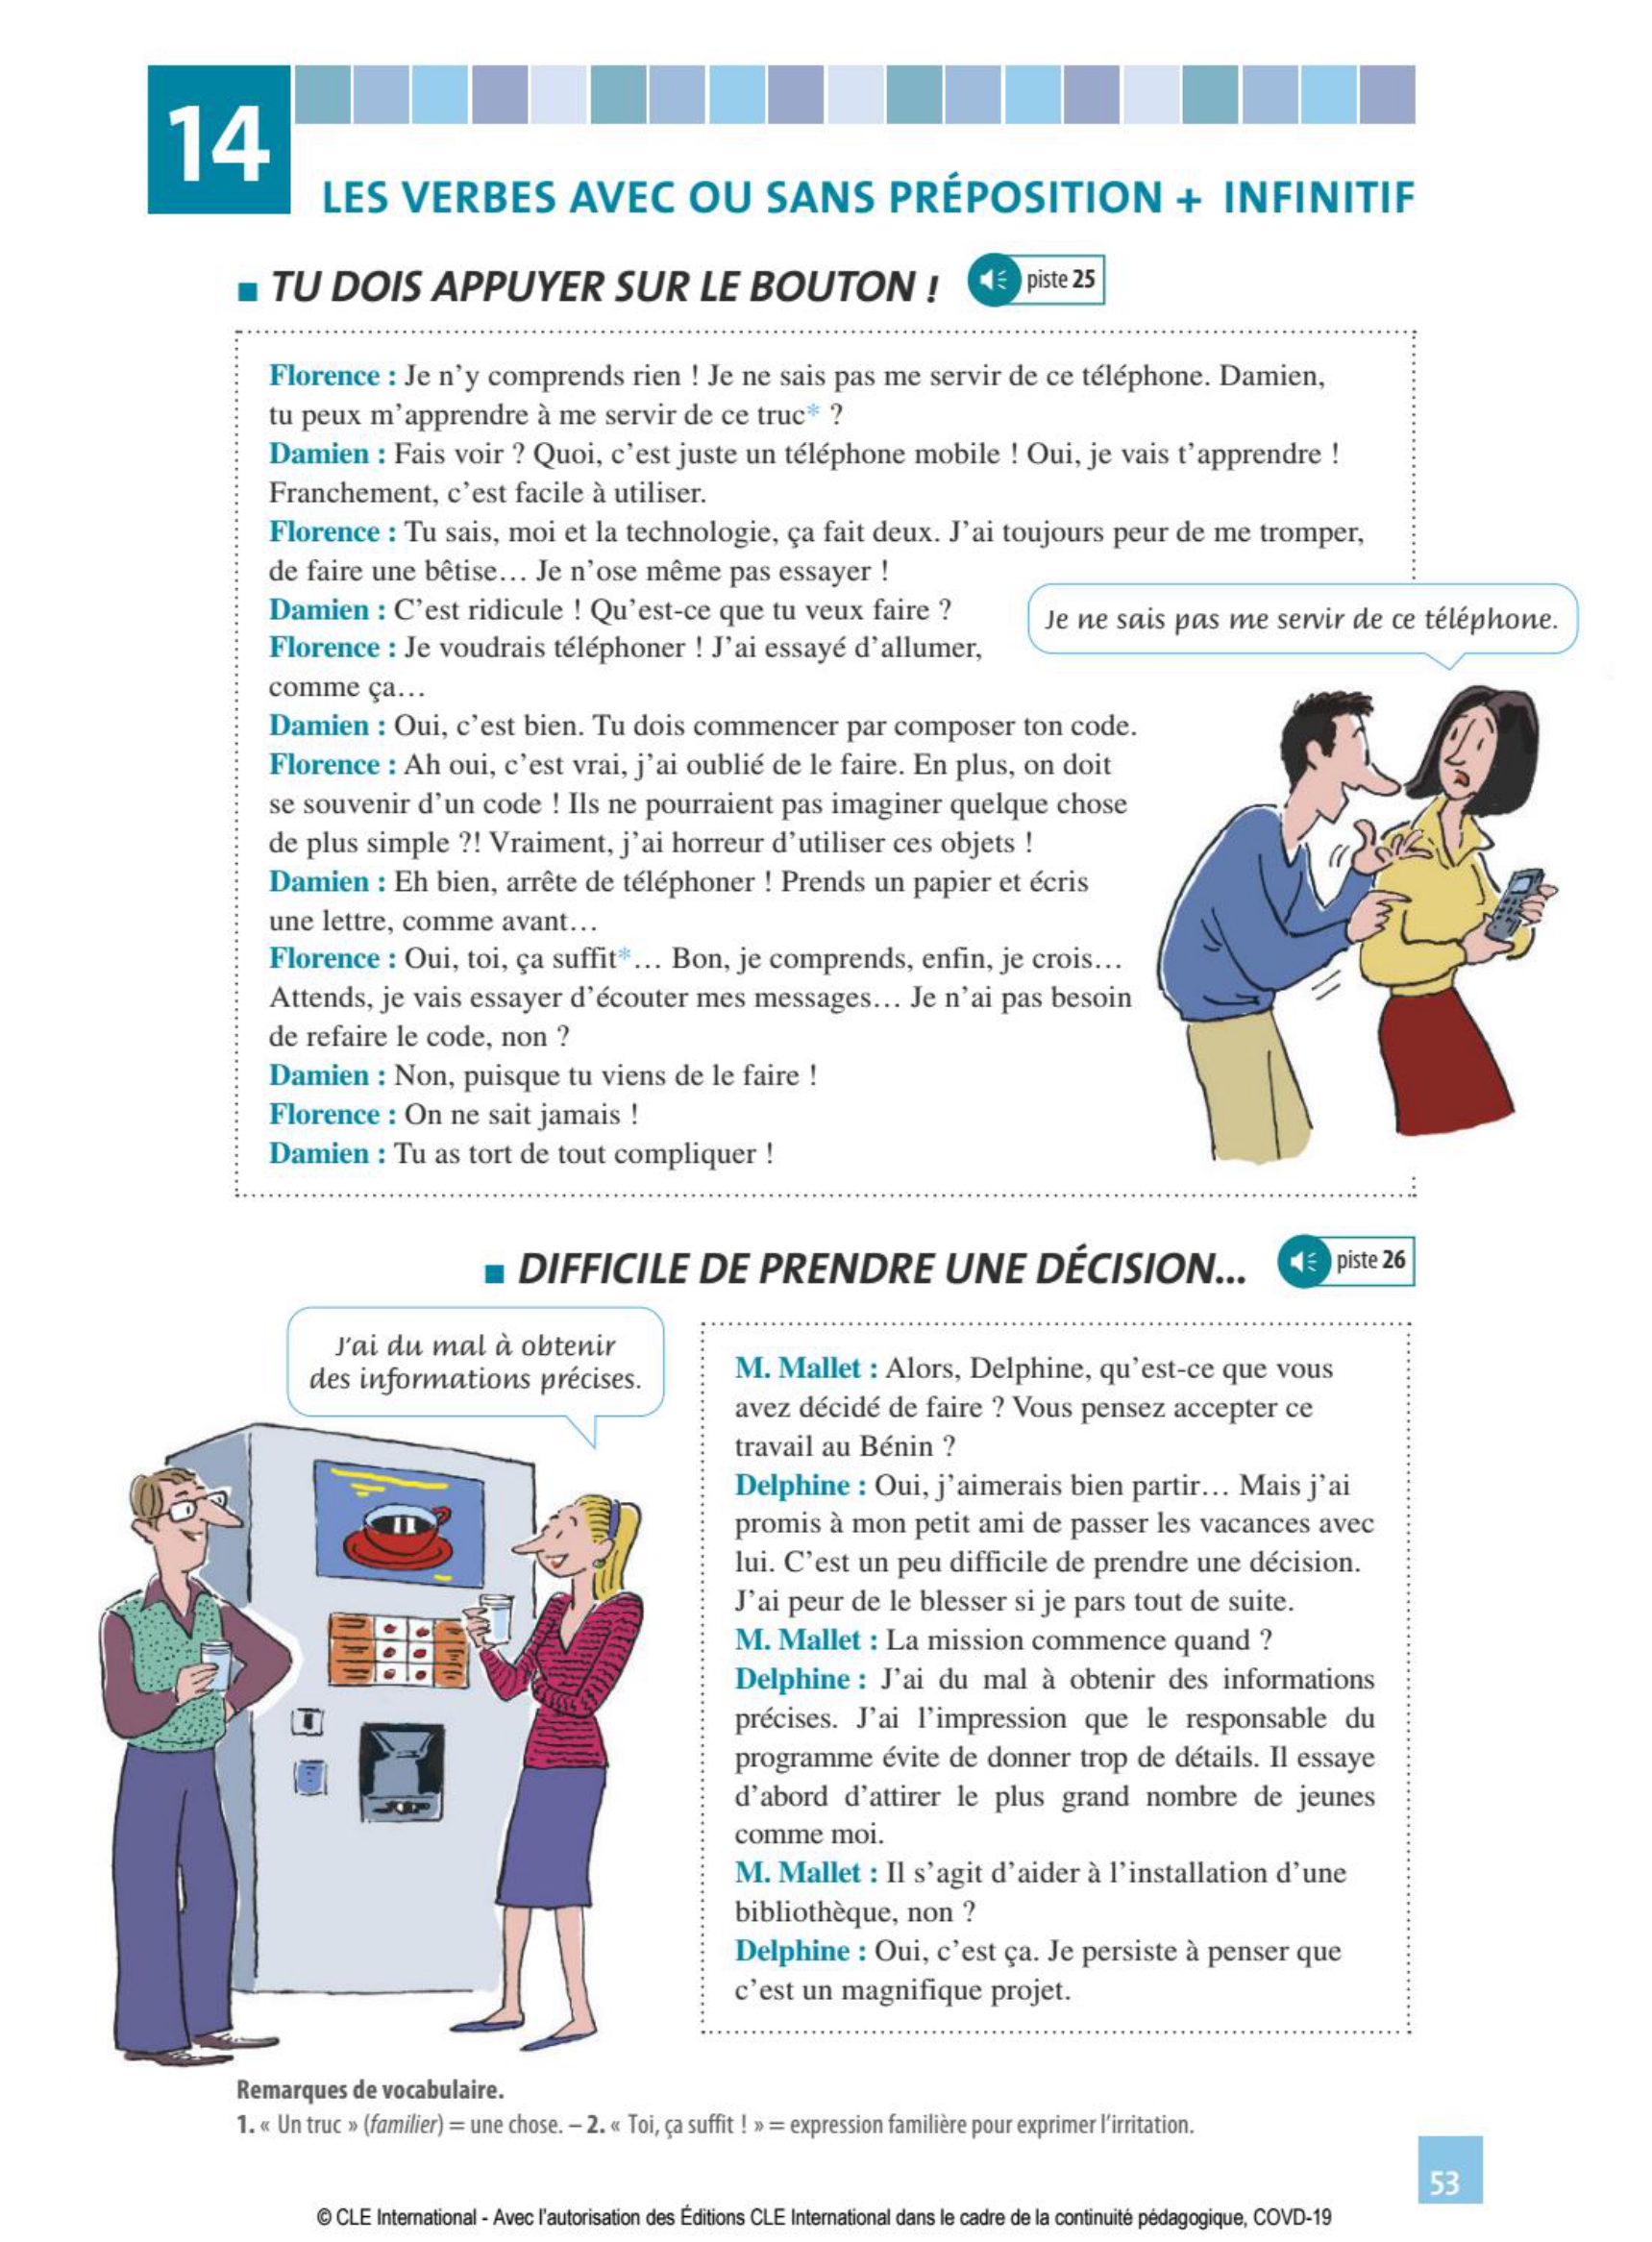 14
LES VERBES AVEC OU SANS PRÉPOSITION + INFINITIF
TU DOIS APPUYER SUR LE BOUTON !
piste 25
Florence : Je n'y comprends rien ! Je ne sais pas me servir de ce téléphone. Damien,
tu peux m'apprendre à me servir de ce truc* ?
Damien : Fais voir ? Quoi, c'est juste un téléphone mobile ! Oui, je vais t'apprendre !
Franchement, c'est facile à utiliser.
Florence : Tu sais, moi et la technologie, ça fait deux. J'ai toujours peur de me tromper,
de faire une bêtise… Je n'ose même pas essayer !
Damien : C'est ridicule ! Qu'est-ce que tu veux faire ?
Florence : Je voudrais téléphoner ! J'ai essayé d'allumer,
comme ça…
Damien : Oui, c'est bien. Tu dois commencer par composer ton code.
Florence : Ah oui, c'est vrai, j'ai oublié de le faire. En plus, on doit
se souvenir d'un code ! Ils ne pourraient pas imaginer quelque chose
de plus simple ?! Vraiment, j'ai horreur d'utiliser ces objets !
Damien : Eh bien, arrête de téléphoner ! Prends un papier et écris
une lettre, comme avant…
Florence : Oui, toi, ça suffit*… Bon, je comprends, enfin, je crois…
Attends, je vais essayer d'écouter mes messages… Je n'ai pas besoin
de refaire le code, non ?
Damien : Non, puisque tu viens de le faire !
Florence : On ne sait jamais !
Damien : Tu as tort de tout compliquer !
Je ne sais pas me servir de ce téléphone.
DIFFICILE DE PRENDRE UNE DÉCISION…
piste 26
J'ai du mal à obtenir
des informations précises.
M. Mallet : Alors, Delphine, qu'est-ce que vous
avez décidé de faire ? Vous pensez accepter ce
travail au Bénin ?
Delphine : Oui, j'aimerais bien partir… Mais j'ai
promis à mon petit ami de passer les vacances avec
lui. C'est un peu difficile de prendre une décision.
J'ai peur de le blesser si je pars tout de suite.
M. Mallet : La mission commence quand ?
Delphine : J'ai du mal à obtenir des informations
précises. J'ai l'impression que le responsable du
programme évite de donner trop de détails. Il essaye
d'abord d'attirer le plus grand nombre de jeunes
comme moi.
M. Mallet : Il s'agit d'aider à l'installation d'une
bibliothèque, non ?
Delphine : Oui, c'est ça. Je persiste à penser que
c'est un magnifique projet.
Remarques de vocabulaire.
1. « Un truc » (familier) = une chose. – 2. « Toi, ça suffit ! » = expression familière pour exprimer l'irritation.
53
© CLE International - Avec l'autorisation des Éditions CLE International dans le cadre de la continuité pédagogique, COVD-19